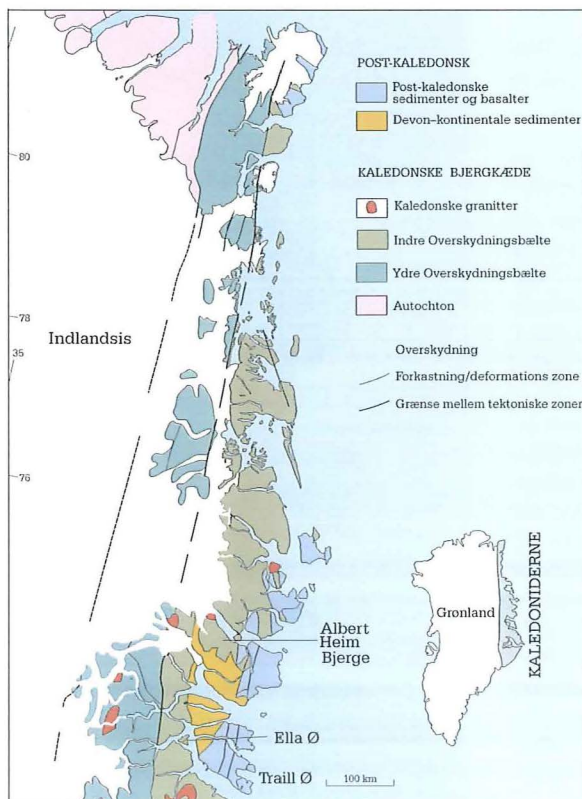 POST-KALEDONSK
Post-kaledonske
sedimenter og basalter
Devon-kontinentale sedimenter
KALEDONSKE BJERGKÆDE
Kaledonske granitter
Indre Overskydningsbælte
Ydre Overskydningsbælte
Autochton
Overskydning
Forkastning/deformations zone
Grænse mellem tektoniske zoner
80
78
35
76
Indlandsis
Grønland
KALEDONIDERNE
Albert
Heim
Bjerge
Ella Ø
Traill Ø
100 km